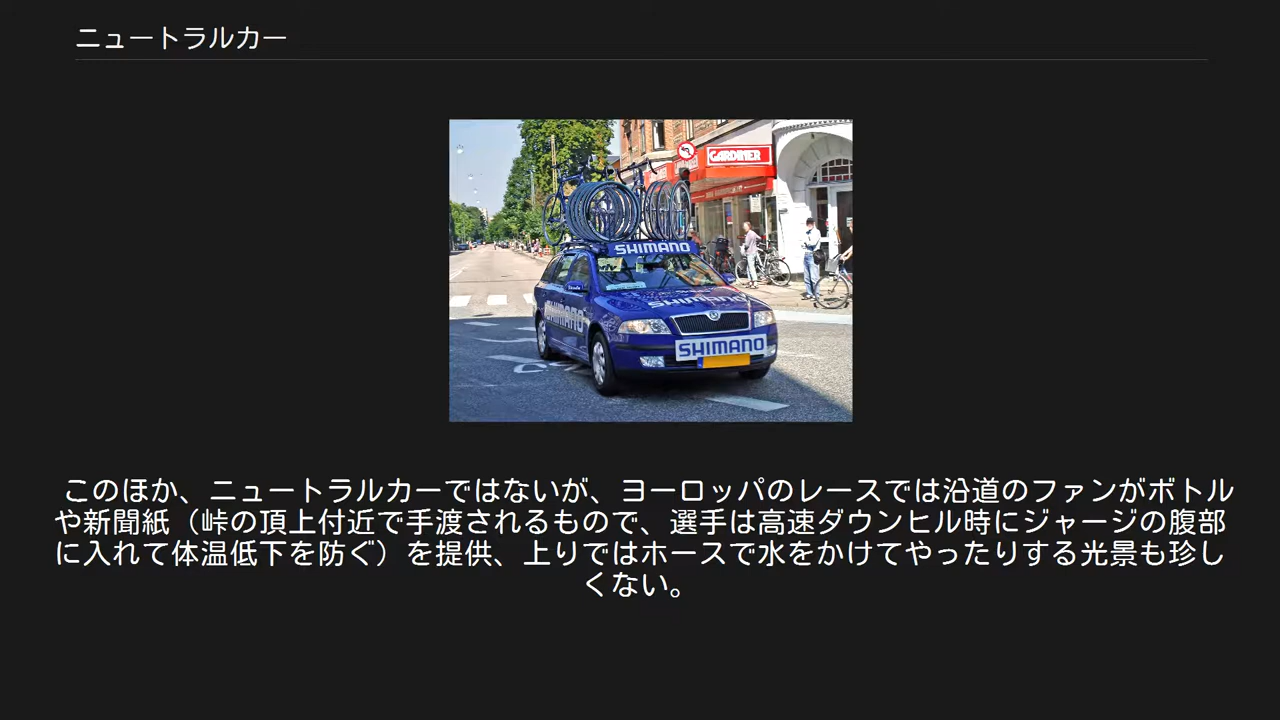 ニュートラルカー
GARDINER
SHIMANO
SHIMANO
SHIMANO
SHIMANO
このほか、ニュートラルカーではないが、ヨーロッパのレースでは沿道のファンがボトル
や新聞紙（峠の頂上付近で手渡されるもので、選手は高速ダウンヒル時にジャージの腹部
に入れて体温低下を防ぐ）を提供、上りではホースで水をかけてやったりする光景も珍し
くない。